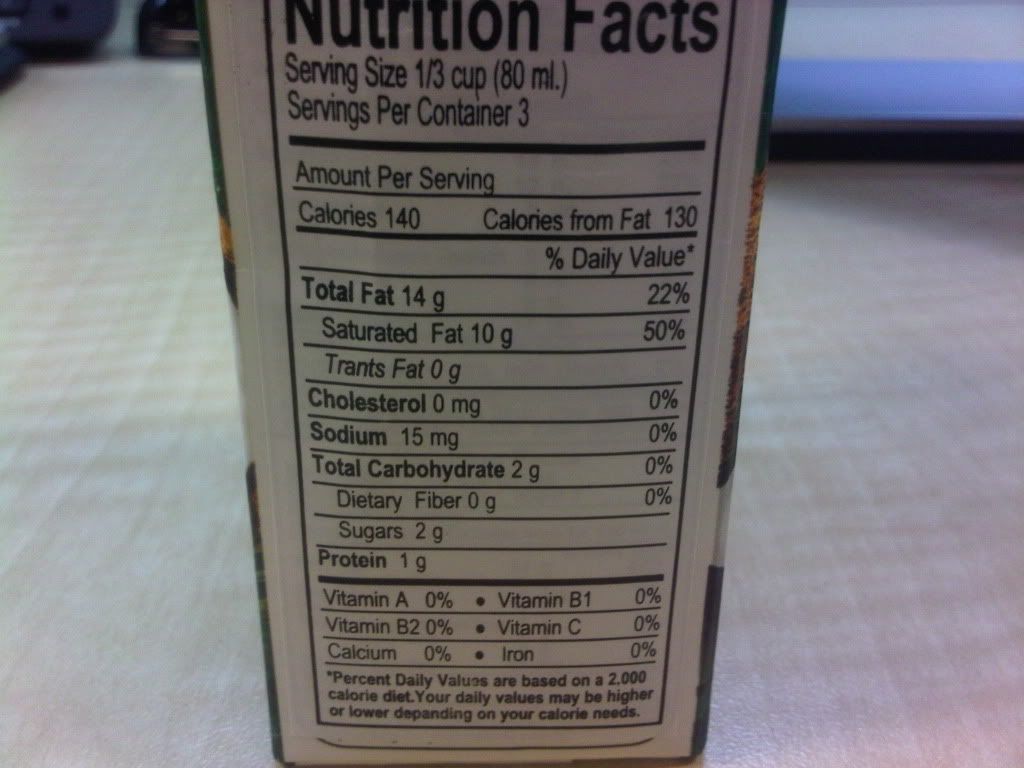 Nutrition Facts
Serving Size 1/3 cup (80 ml.)
Servings Per Container 3
Amount Per Serving
Calories 140 Calories from Fat 130
% Daily Value*
Total Fat 14 g 22%
Saturated Fat 10 g 50%
Trants Fat 0 g
Cholesterol 0 mg 0%
Sodium 15 mg 0%
Total Carbohydrate 2 g 0%
Dietary Fiber 0 g 0%
Sugars 2 g
Protein 1 g
Vitamin A 0% • Vitamin B1 0%
Vitamin B2 0% • Vitamin C 0%
Calcium 0% • Iron 0%
*Percent Daily Values are based on a 2.000
calorie diet.Your daily values may be higher
or lower depanding on your calorie needs.